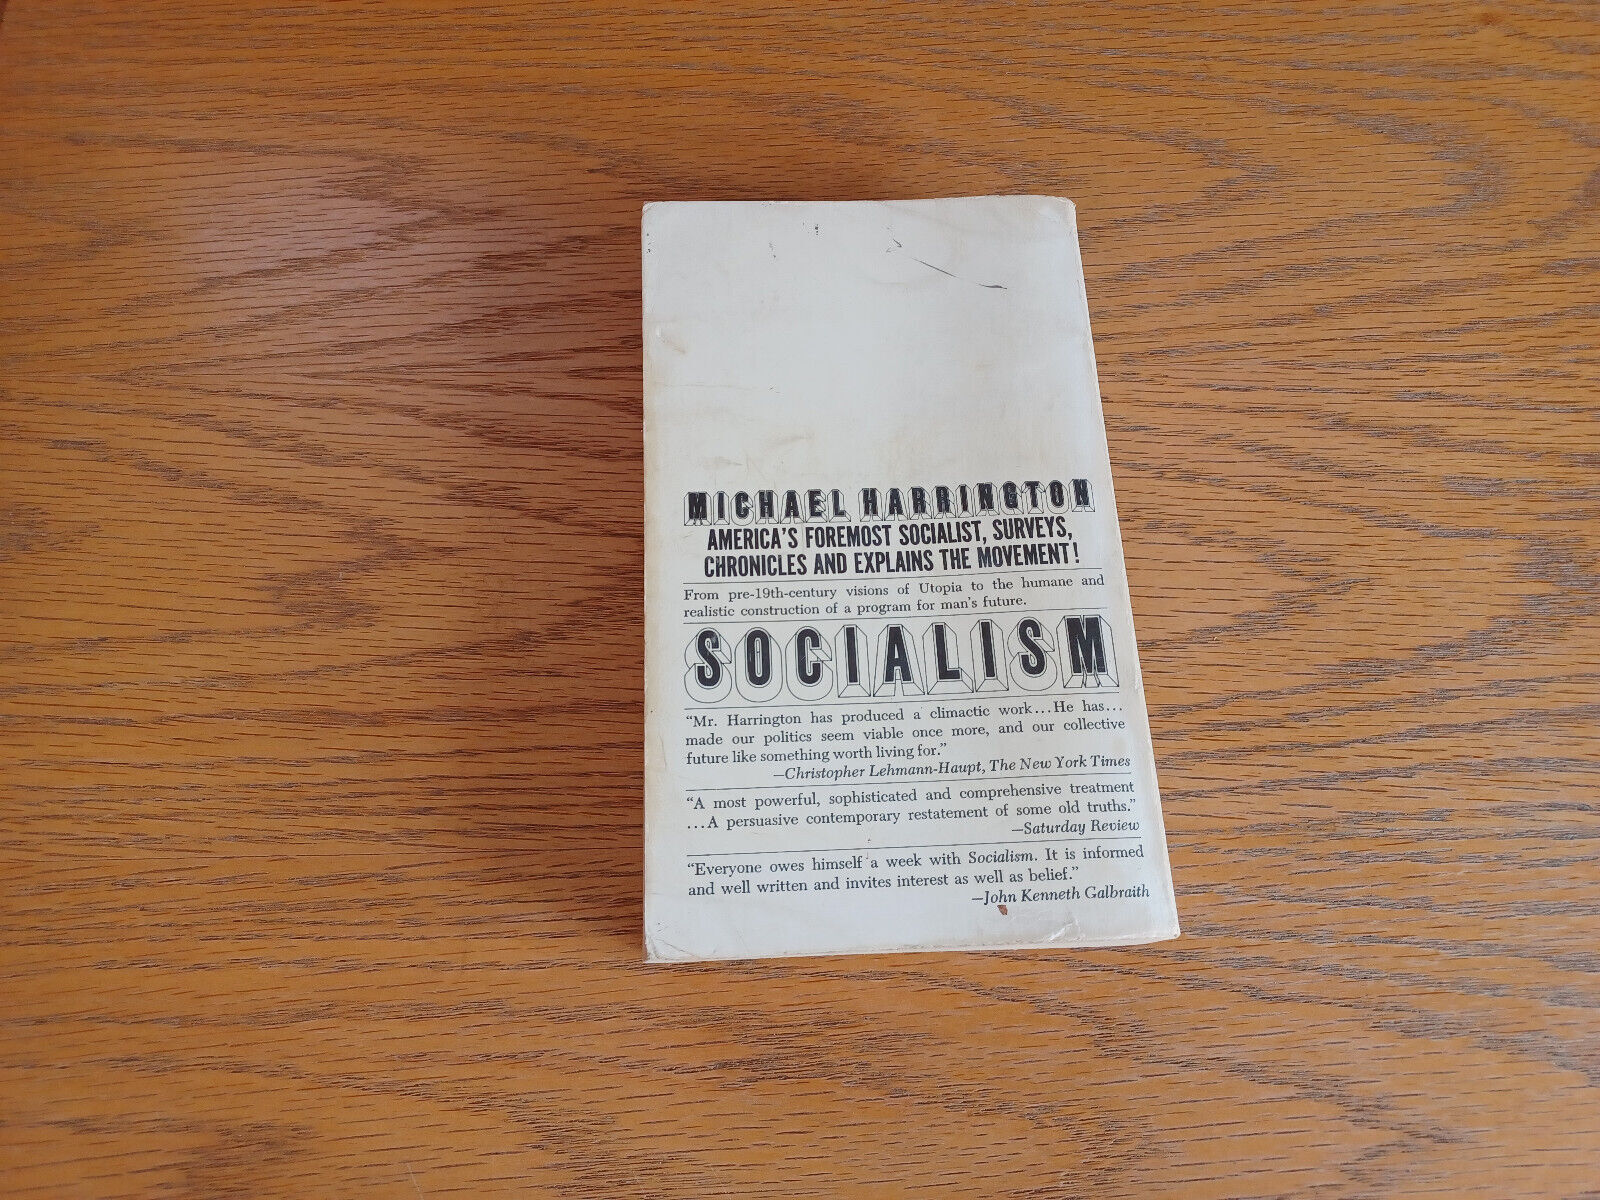 MICHAEL HARRINGTON
AMERICA'S FOREMOST SOCIALIST, SURVEYS,
CHRONICLES AND EXPLAINS THE MOVEMENT!
From pre-19th-century visions of Utopia to the humane and
realistic construction of a program for man's future.
SOCIALISM
“Mr. Harrington has produced a climactic work...He has...
made our politics seem viable once more, and our collective
future like something worth living for.”
—Christopher Lehmann-Haupt, The New York Times
“A most powerful, sophisticated and comprehensive treatment
...A persuasive contemporary restatement of some old truths.”
—Saturday Review
“Everyone owes himself a week with Socialism. It is informed
and well written and invites interest as well as belief.”
—John Kenneth Galbraith